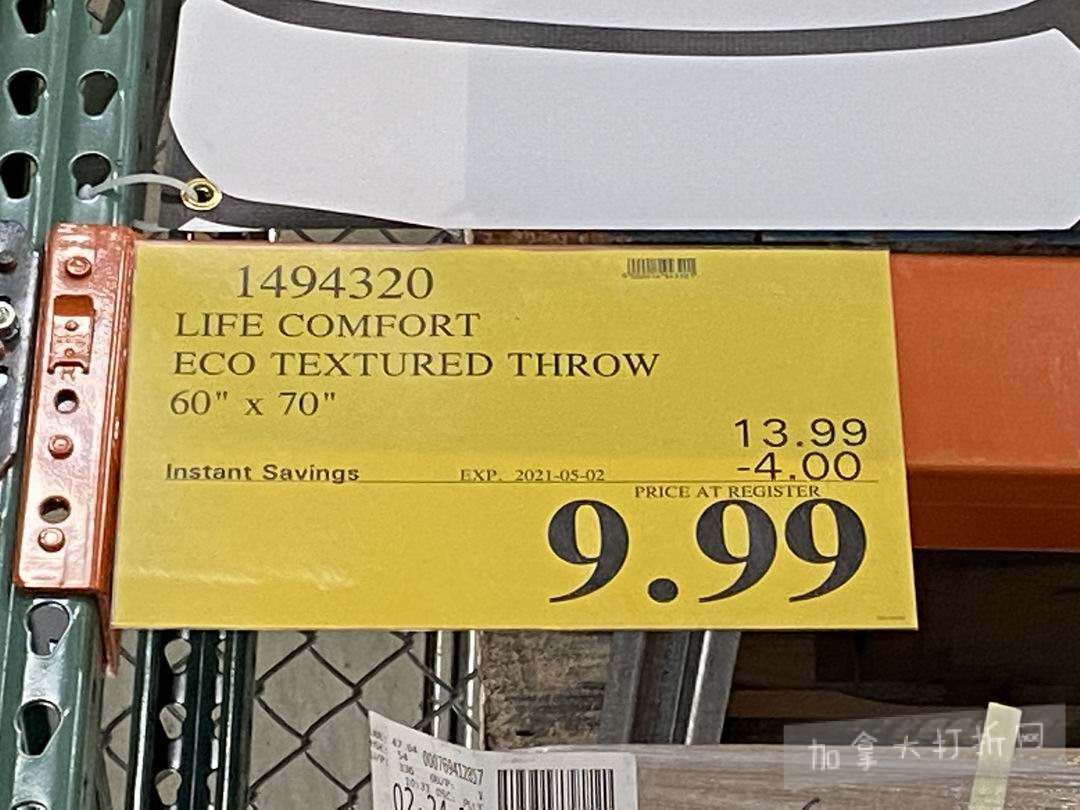 1494320
LIFE COMFORT
ECO TEXTURED THROW
60" x 70"
13.99
Instant Savings EXP. 2021-05-02 -4.00
PRICE AT REGISTER
9.99
000769412857
加拿大打折网